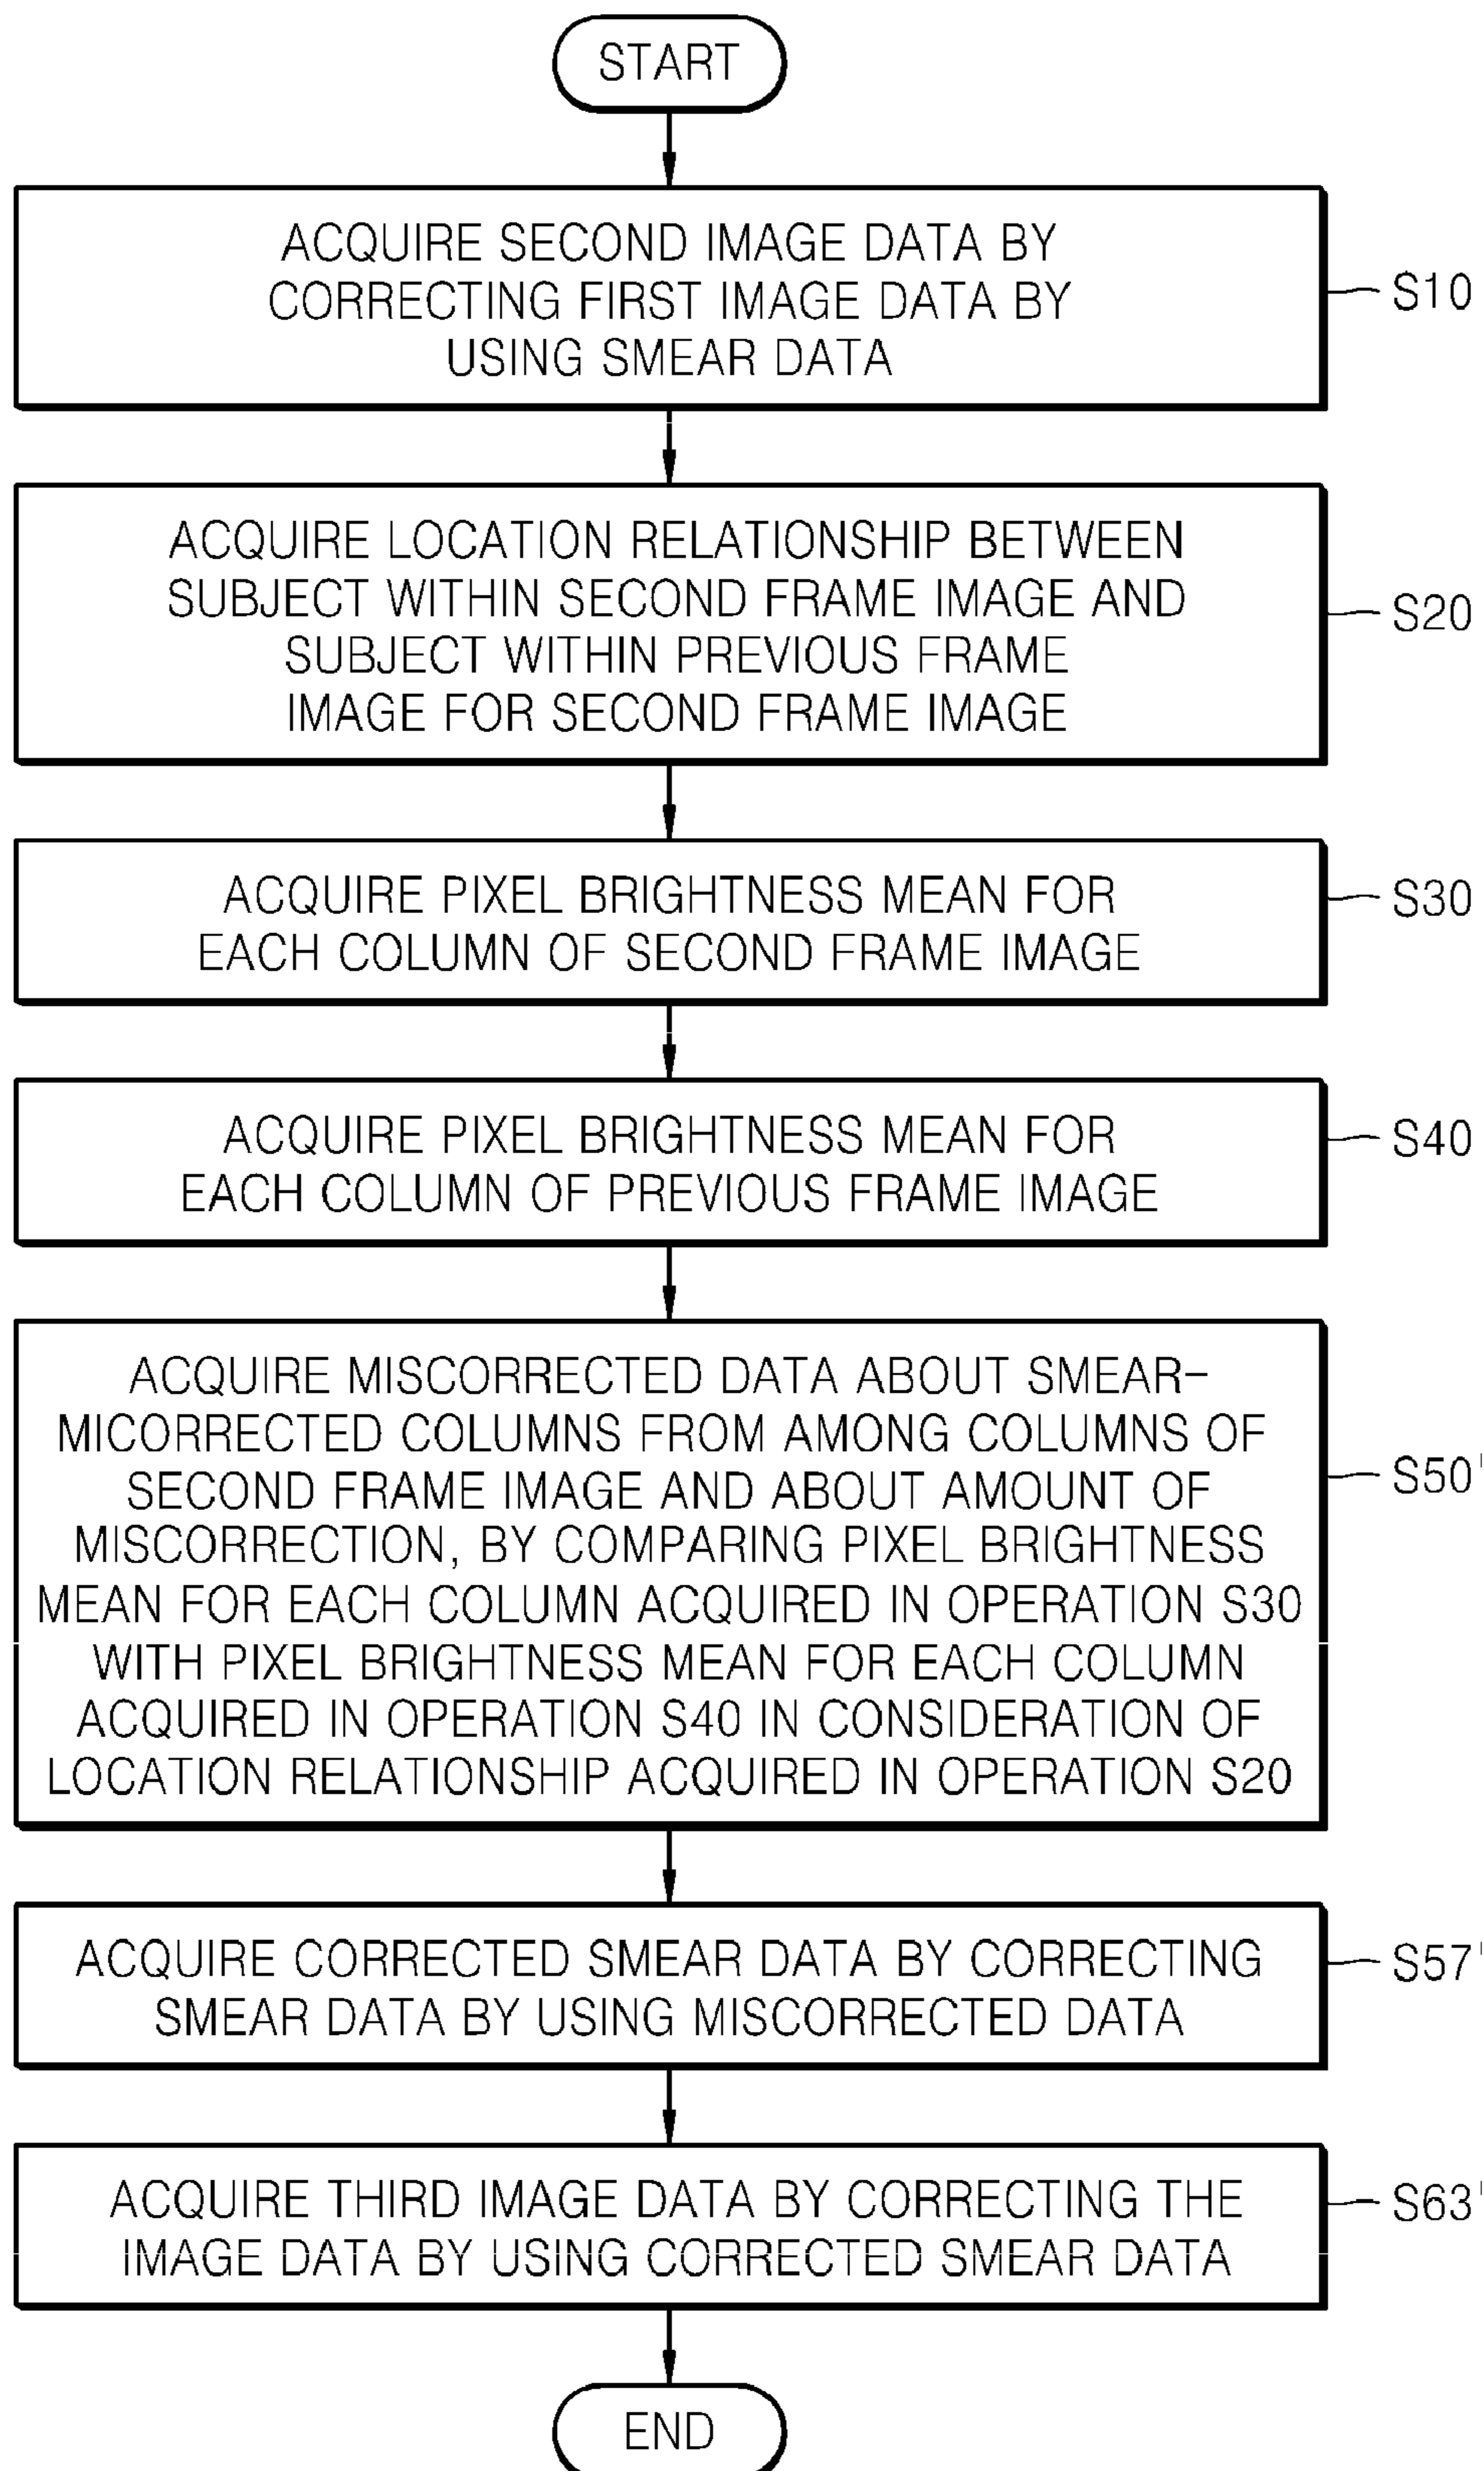 START
ACQUIRE SECOND IMAGE DATA BY
CORRECTING FIRST IMAGE DATA BY
USING SMEAR DATA
S10
ACQUIRE LOCATION RELATIONSHIP BETWEEN
SUBJECT WITHIN SECOND FRAME IMAGE AND
SUBJECT WITHIN PREVIOUS FRAME
IMAGE FOR SECOND FRAME IMAGE
S20
ACQUIRE PIXEL BRIGHTNESS MEAN FOR
EACH COLUMN OF SECOND FRAME IMAGE
S30
ACQUIRE PIXEL BRIGHTNESS MEAN FOR
EACH COLUMN OF PREVIOUS FRAME IMAGE
S40
ACQUIRE MISCORRECTED DATA ABOUT SMEAR-
MICORRECTED COLUMNS FROM AMONG COLUMNS OF
SECOND FRAME IMAGE AND ABOUT AMOUNT OF
MISCORRECTION, BY COMPARING PIXEL BRIGHTNESS
MEAN FOR EACH COLUMN ACQUIRED IN OPERATION S30
WITH PIXEL BRIGHTNESS MEAN FOR EACH COLUMN
ACQUIRED IN OPERATION S40 IN CONSIDERATION OF
LOCATION RELATIONSHIP ACQUIRED IN OPERATION S20
S50'
ACQUIRE CORRECTED SMEAR DATA BY CORRECTING
SMEAR DATA BY USING MISCORRECTED DATA
S57'
ACQUIRE THIRD IMAGE DATA BY CORRECTING THE
IMAGE DATA BY USING CORRECTED SMEAR DATA
S63'
END